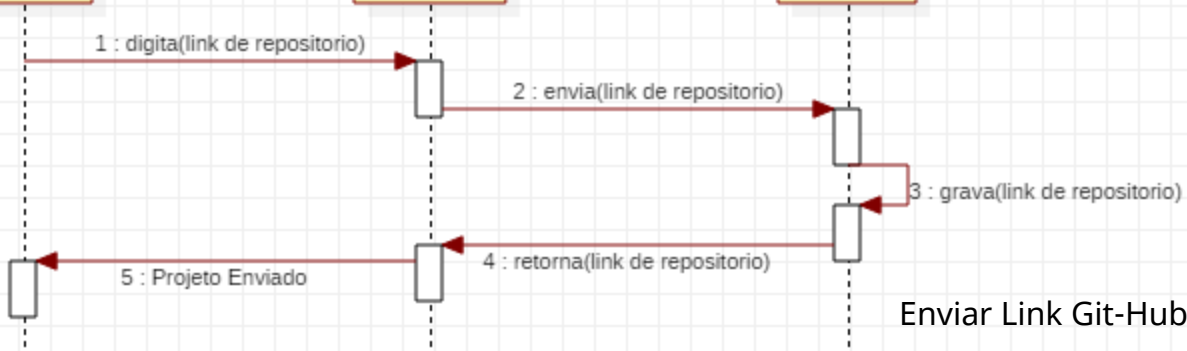 1 : digita(link de repositorio)
2 : envia(link de repositorio)
3 : grava(link de repositorio)
4 : retorna(link de repositorio)
5 : Projeto Enviado
Enviar Link Git-Hub